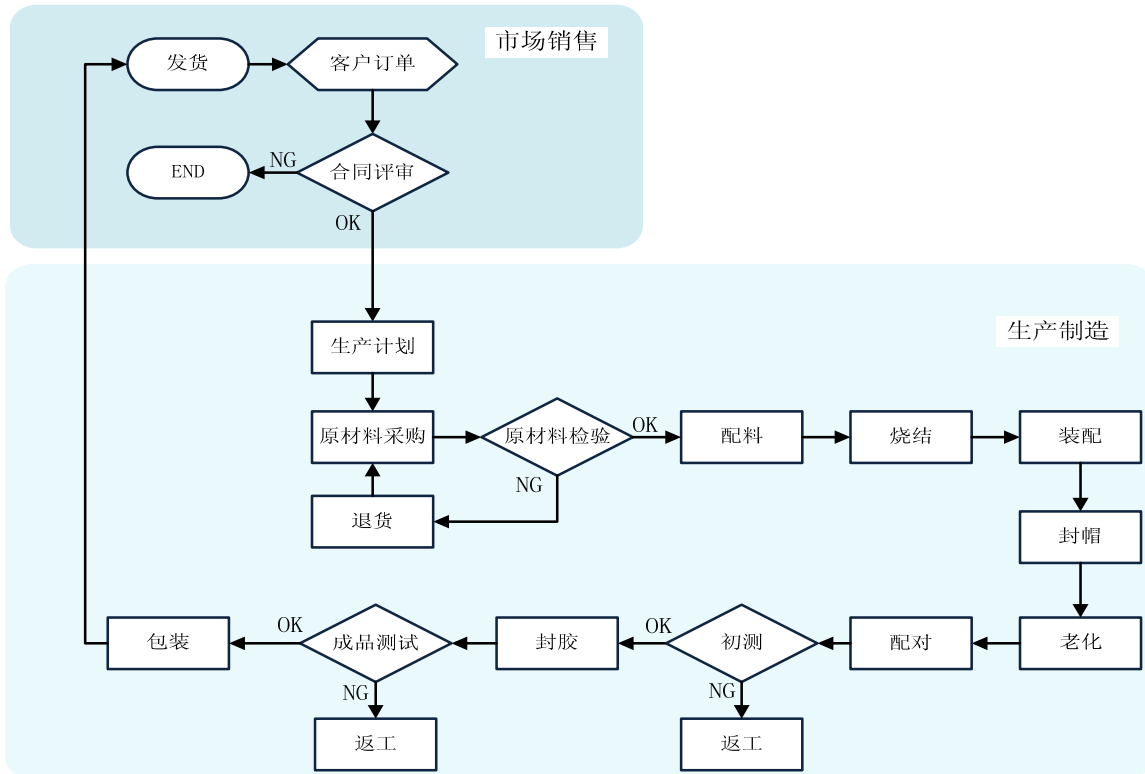 市场销售
发货
客户订单
END
NG
合同评审
OK
生产制造
生产计划
原材料采购
原材料检验
OK
配料
烧结
装配
NG
退货
封帽
包装
OK
成品测试
封胶
OK
初测
配对
老化
NG
NG
返工
返工